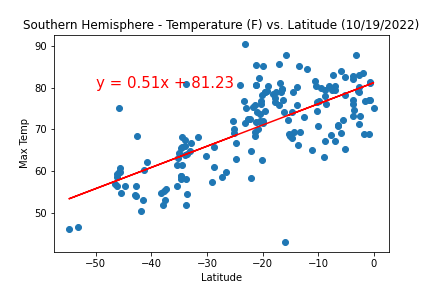 Southern Hemisphere - Temperature (F) vs. Latitude (10/19/2022)
90
80
70
60
50
Max Temp
y = 0.51x + 81.23
−50
−40
−30
−20
−10
0
Latitude